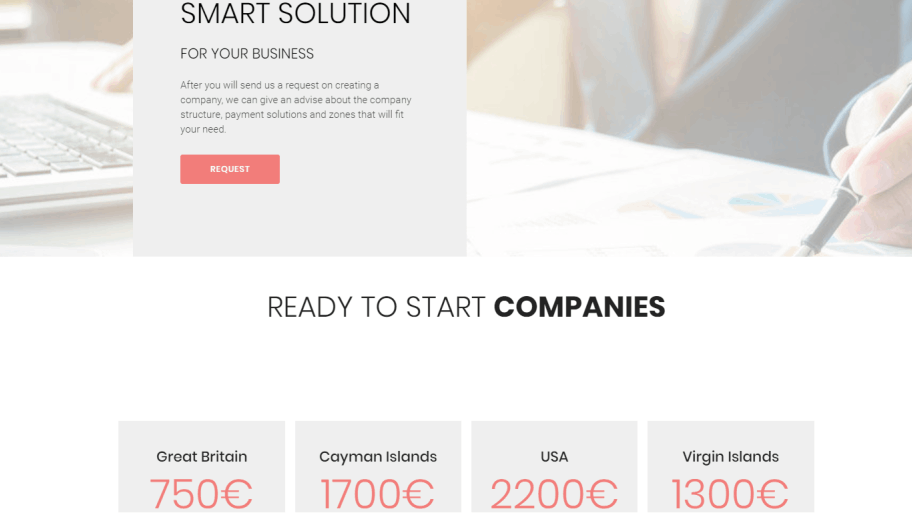 SMART SOLUTION
FOR YOUR BUSINESS
After you will send us a request on creating a
company, we can give an advise about the company
structure, payment solutions and zones that will fit
your need.
REQUEST
READY TO START COMPANIES
Great Britain
750€
Cayman Islands
1700€
USA
2200€
Virgin Islands
1300€